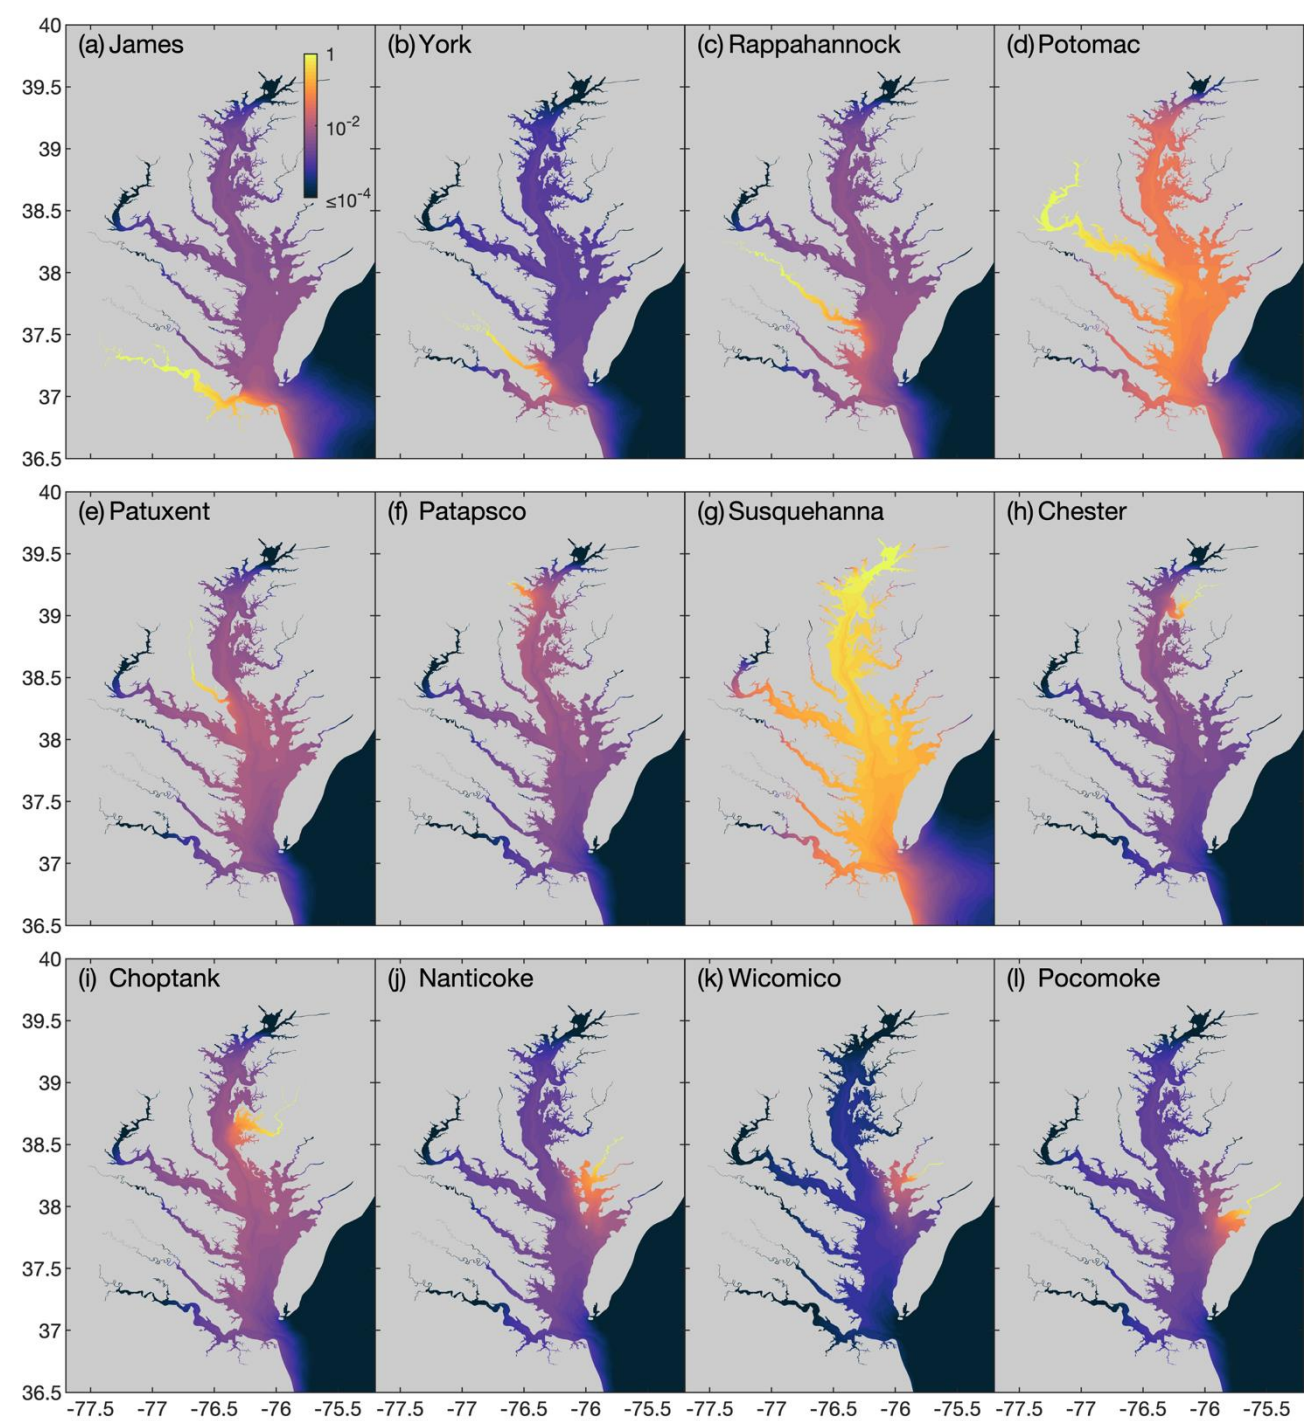 40
39.5
39
38.5
38
37.5
37
36.5
(a) James
1
10-2
≤10-4
(b) York
(c) Rappahannock
(d) Potomac
40
39.5
39
38.5
38
37.5
37
36.5
(e) Patuxent
(f) Patapsco
(g) Susquehanna
(h) Chester
40
39.5
39
38.5
38
37.5
37
36.5
(i) Choptank
(j) Nanticoke
(k) Wicomico
(l) Pocomoke
-77.5 -77 -76.5 -76 -75.5 -77.5 -77 -76.5 -76 -75.5 -77.5 -77 -76.5 -76 -75.5 -77.5 -77 -76.5 -76 -75.5